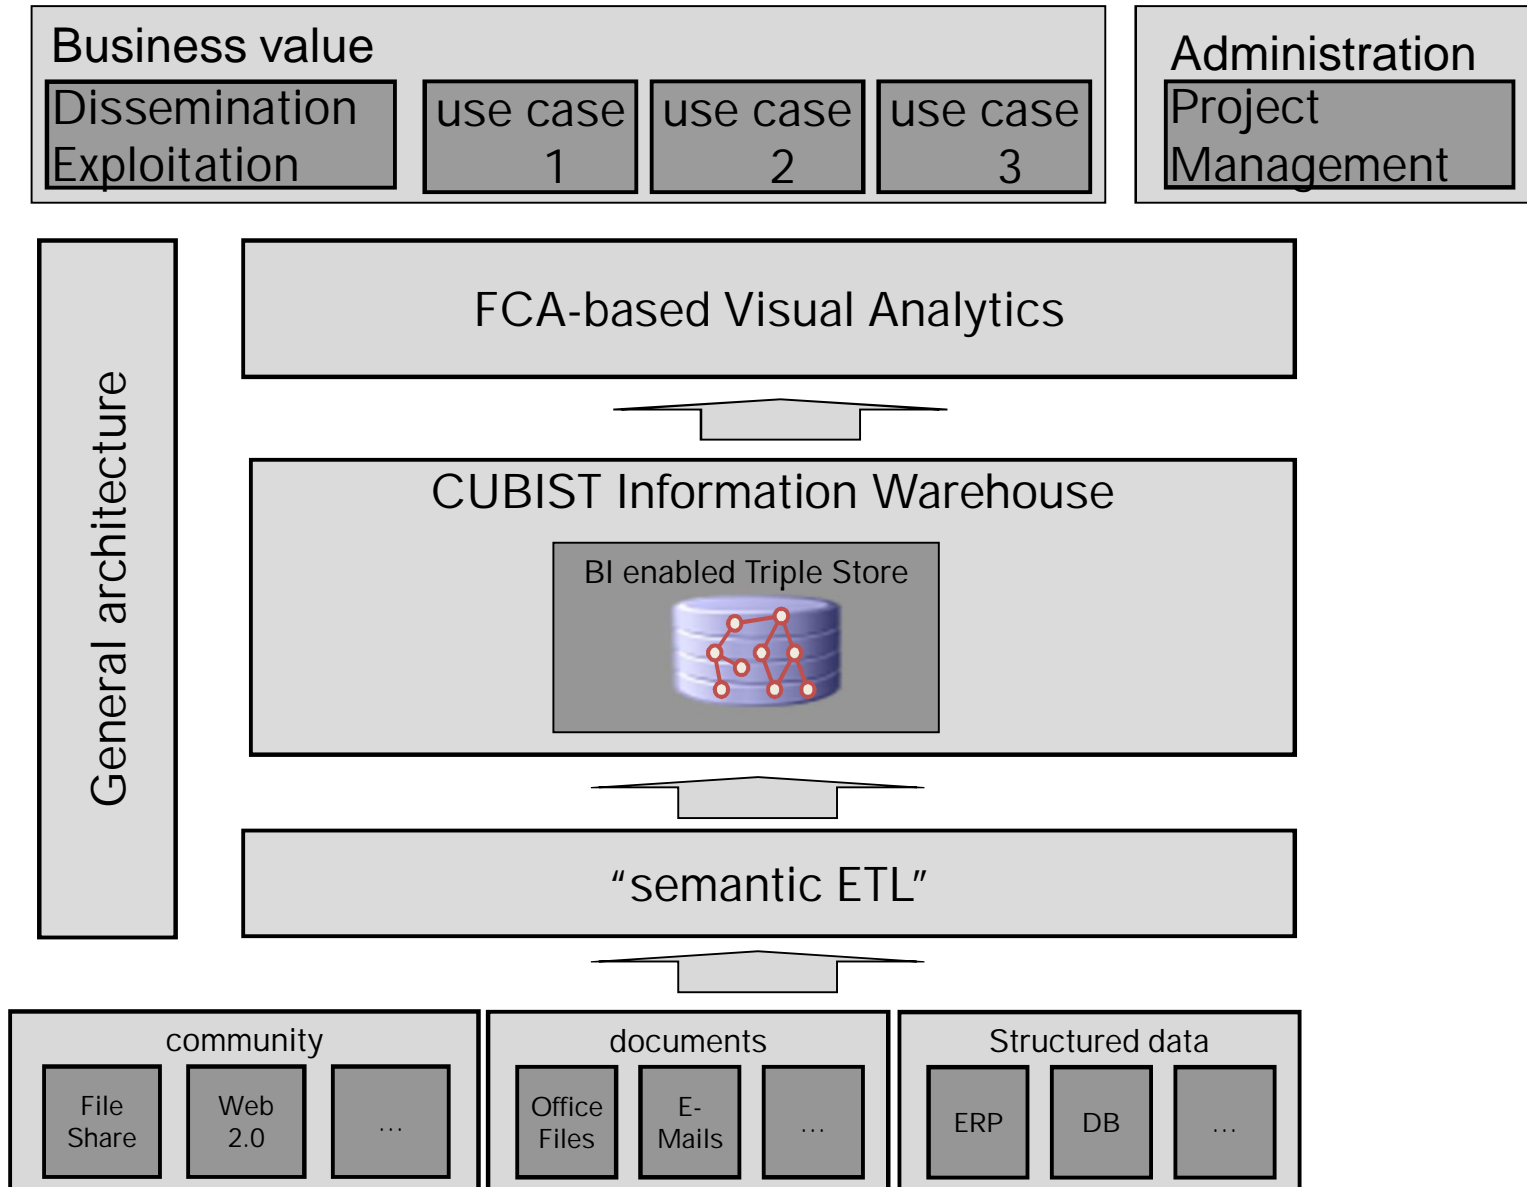 Business value
Dissemination
Exploitation
use case
1
use case
2
use case
3
Administration
Project
Management
General architecture
FCA-based Visual Analytics
CUBIST Information Warehouse
BI enabled Triple Store
“semantic ETL”
community
File
Share
Web
2.0
...
documents
Office
Files
E-
Mails
...
Structured data
ERP
DB
...